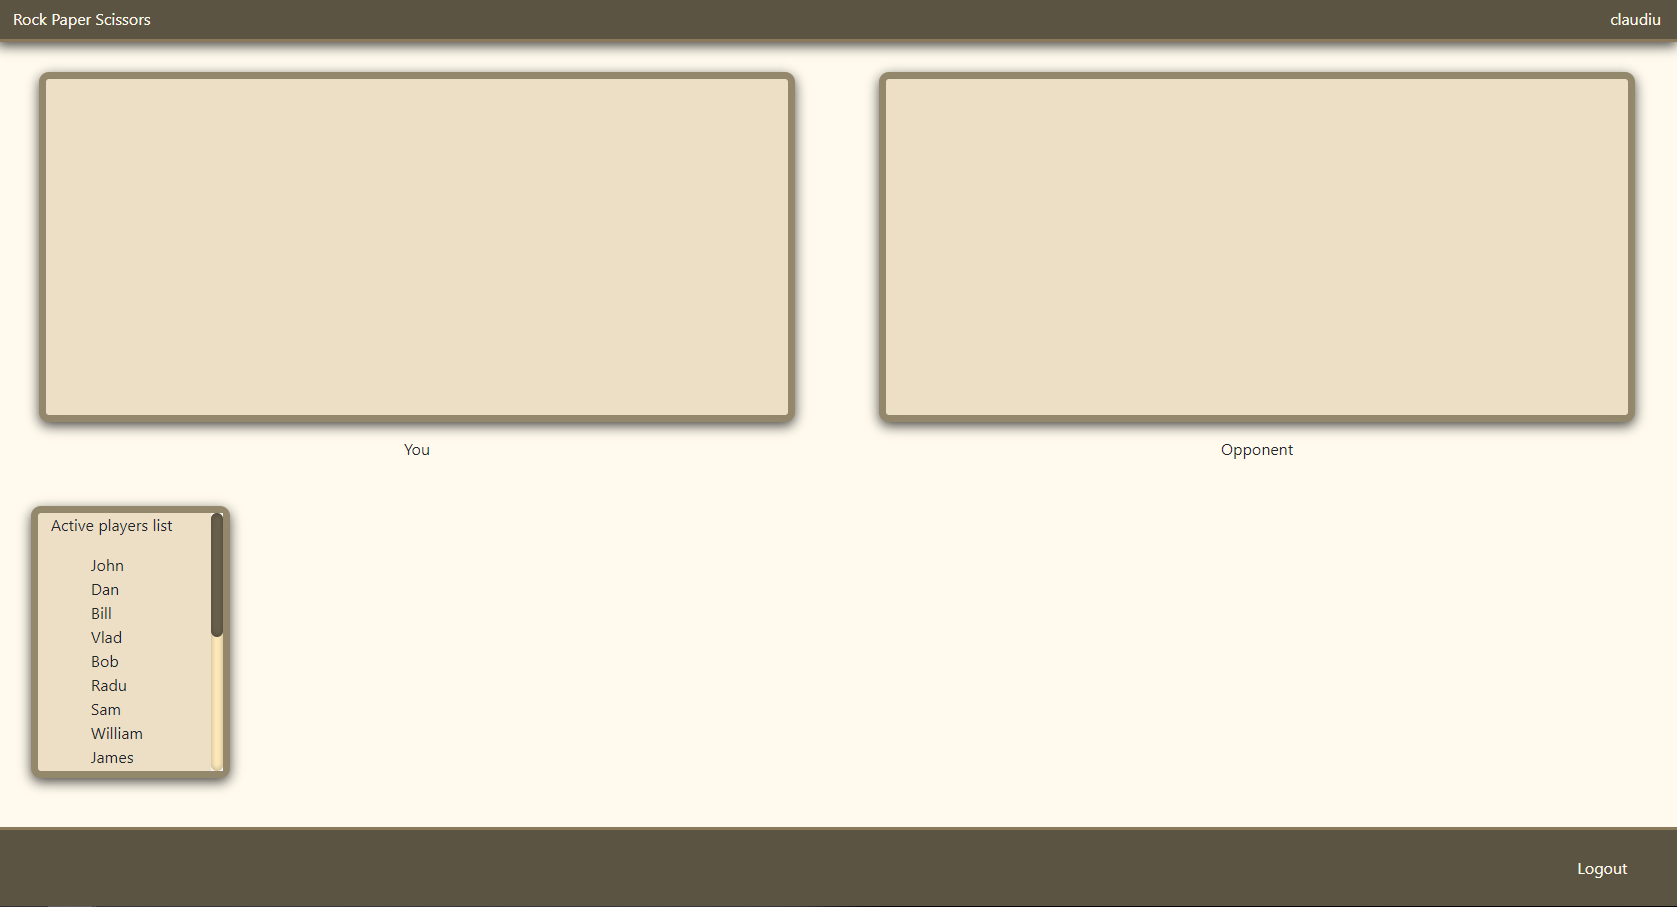 Rock Paper Scissors
claudiu
You
Opponent
Active players list
John
Dan
Bill
Vlad
Bob
Radu
Sam
William
James
Logout